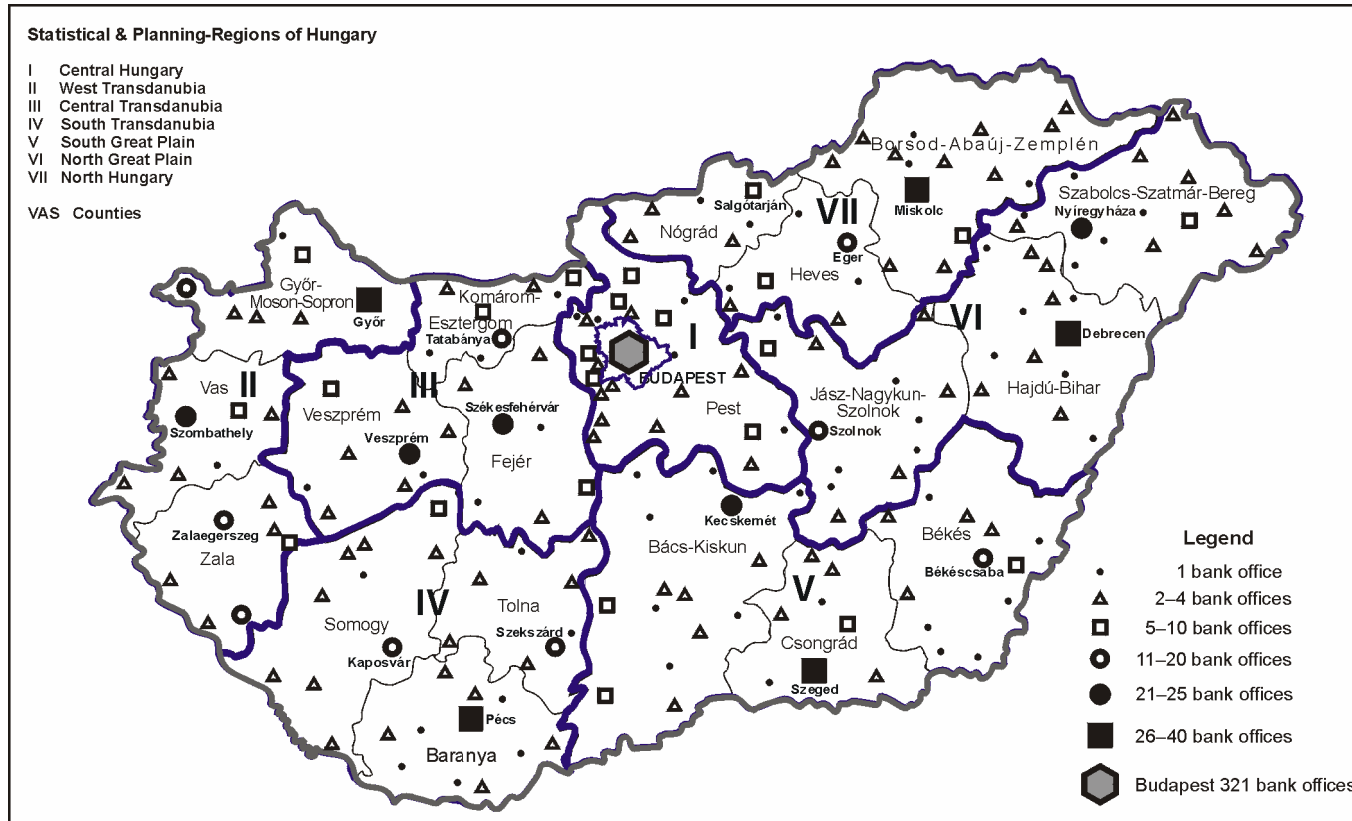 Statistical & Planning-Regions of Hungary
I Central Hungary
II West Transdanubia
III Central Transdanubia
IV South Transdanubia
V South Great Plain
VI North Great Plain
VII North Hungary
VAS Counties
Borsod-Abaúj-Zemplén
Miskolc
Szabolcs-Szatmár-Bereg
Nyíregyháza
Salgótarján
Nógrád
VII
Eger
Heves
Győr-
Moson-Sopron
Győr
Komárom-
Esztergom
Tatabánya
I
VI
Debrecen
Hajdú-Bihar
BUDAPEST
Pest
Jász-Nagykun-
Szolnok
Szolnok
Vas
II
Szombathely
III
Veszprém
Veszprém
Székesfehérvár
Fejér
Zalaegerszeg
Zala
Kecskemét
Bács-Kiskun
Békés
Békéscsaba
V
Csongrád
Szeged
IV
Tolna
Szekszárd
Somogy
Kaposvár
Pécs
Baranya
Legend
1 bank office
2–4 bank offices
5–10 bank offices
11–20 bank offices
21–25 bank offices
26–40 bank offices
Budapest 321 bank offices